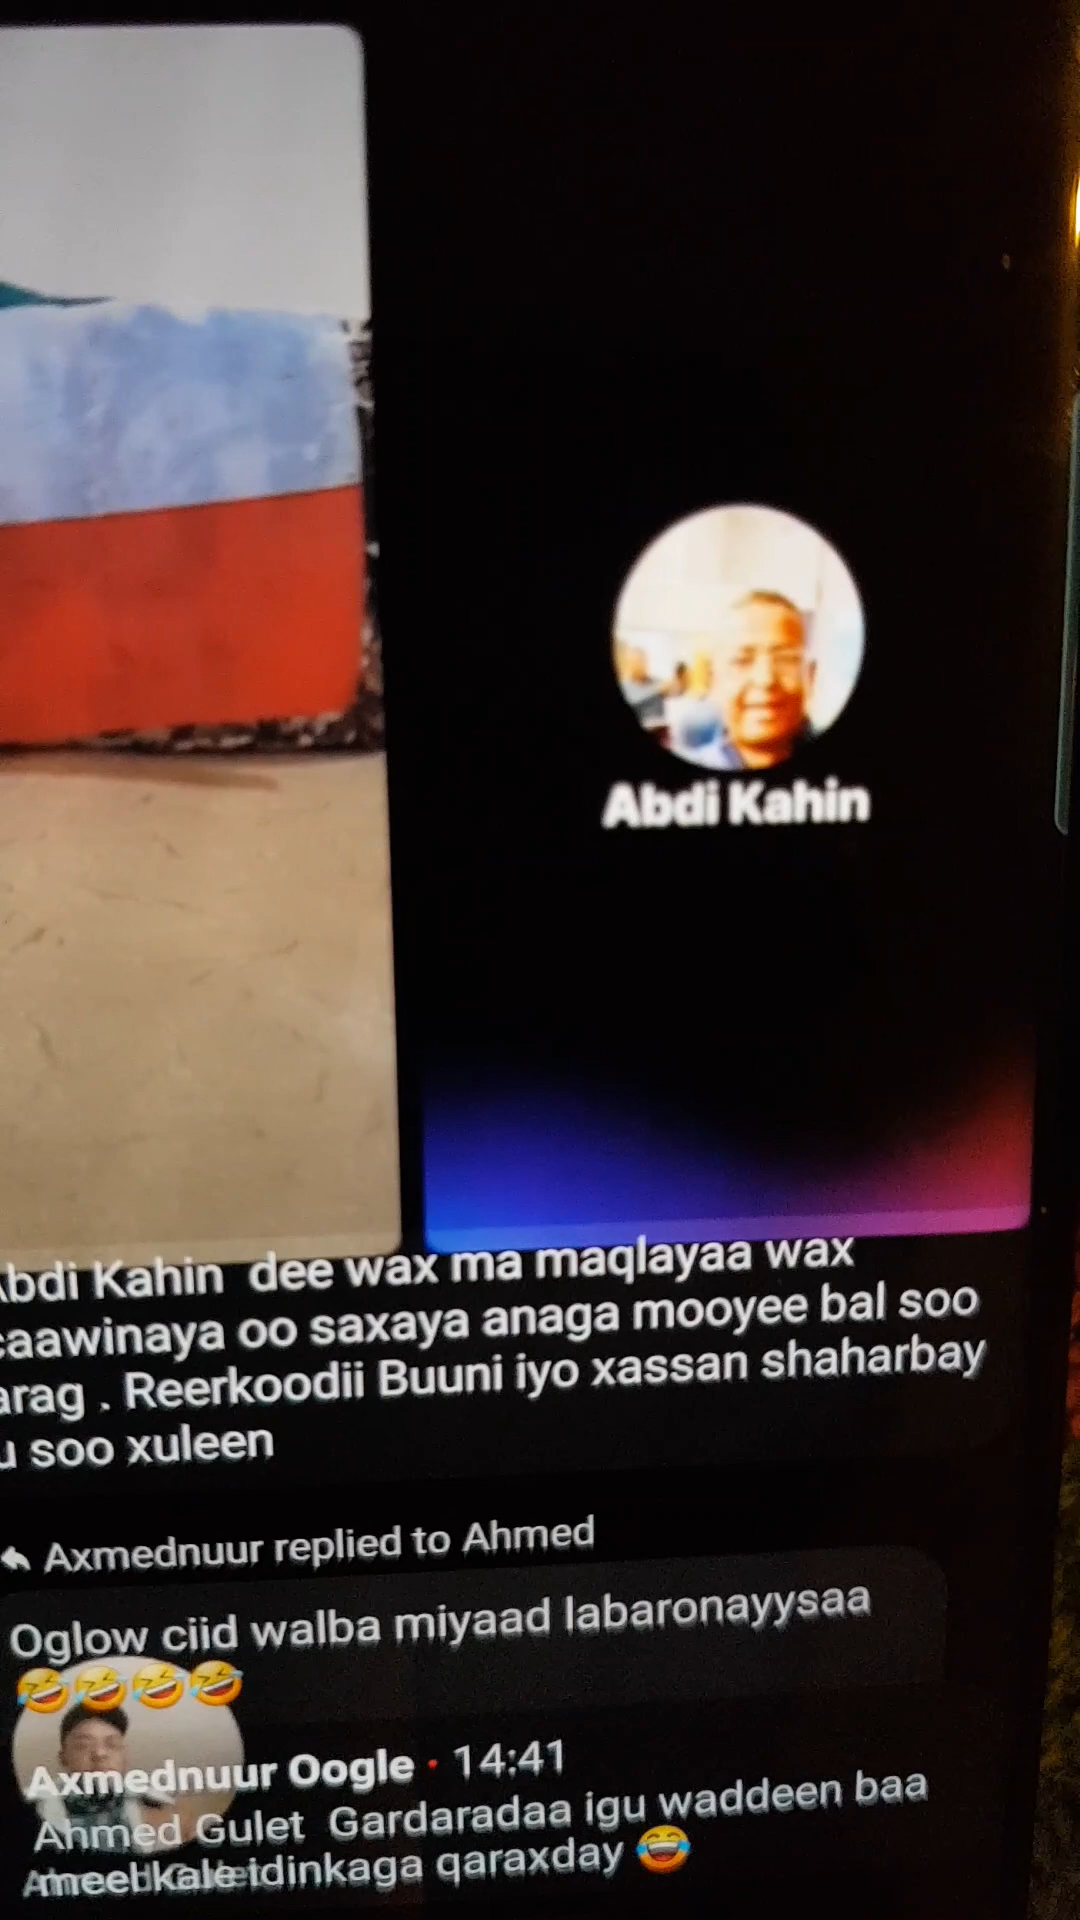 Abdi Kahin
bdi Kahin dee wax ma maqlayaa wax
caawinaya oo saxaya anaga mooyee bal soo
arag . Reerkoodii Buuni iyo xassan shaharbay
u soo xuleen
Axmednuur replied to Ahmed
Oglow ciid walba miyaad labaronayysaa
🤣🤣🤣🤣
Axmednuur Oogle · 14:41
Ahmed Gulet Gardaradaa igu waddeen baa
meel kale idinkaga qaraxday 😂